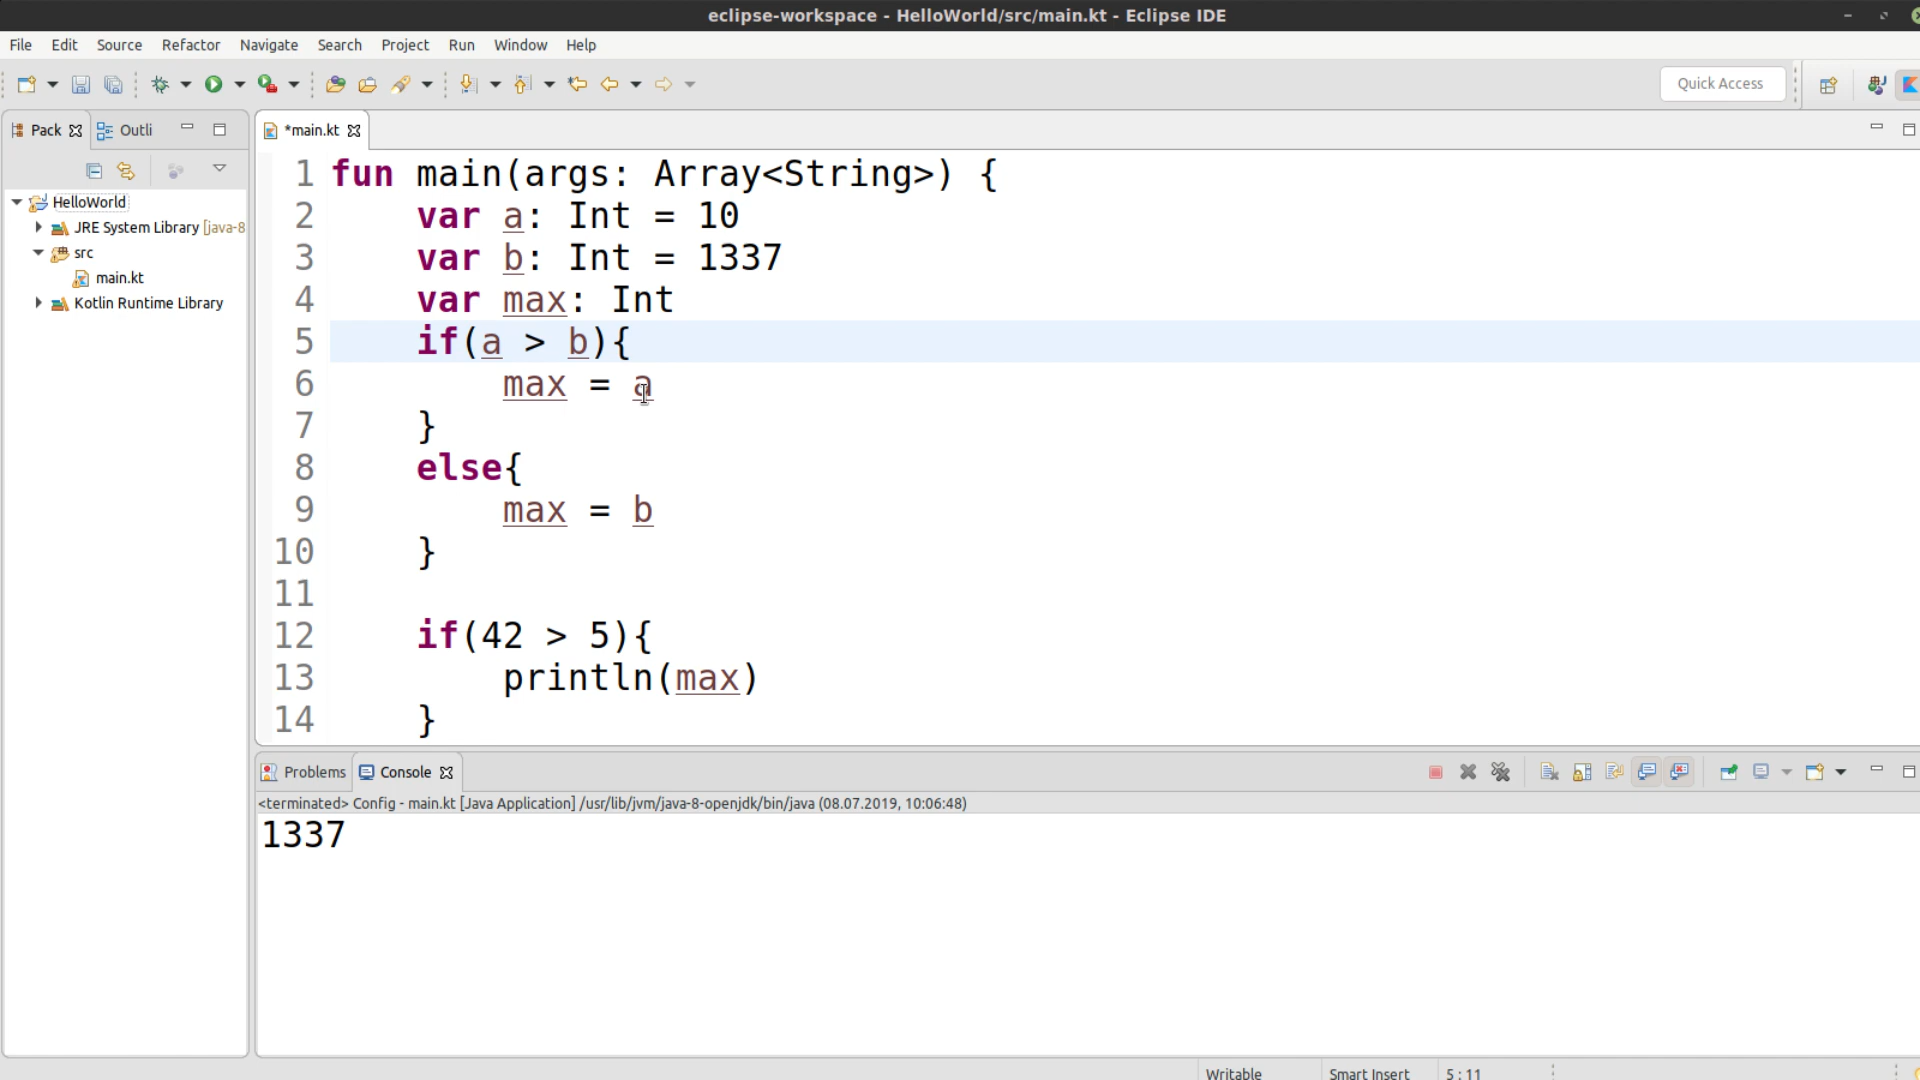 eclipse-workspace - HelloWorld/src/main.kt - Eclipse IDE
File Edit Source Refactor Navigate Search Project Run Window Help
Quick Access
Pack Outli
*main.kt
HelloWorld
JRE System Library [java-8
src
main.kt
Kotlin Runtime Library
1 fun main(args: Array<String>) {
2 var a: Int = 10
3 var b: Int = 1337
4 var max: Int
5 if(a > b){
6 max = a
7 }
8 else{
9 max = b
10 }
11
12 if(42 > 5){
13 println(max)
14 }
Problems Console
<terminated> Config - main.kt [Java Application] /usr/lib/jvm/java-8-openjdk/bin/java (08.07.2019, 10:06:48)
1337
Writable Smart Insert 5 : 11